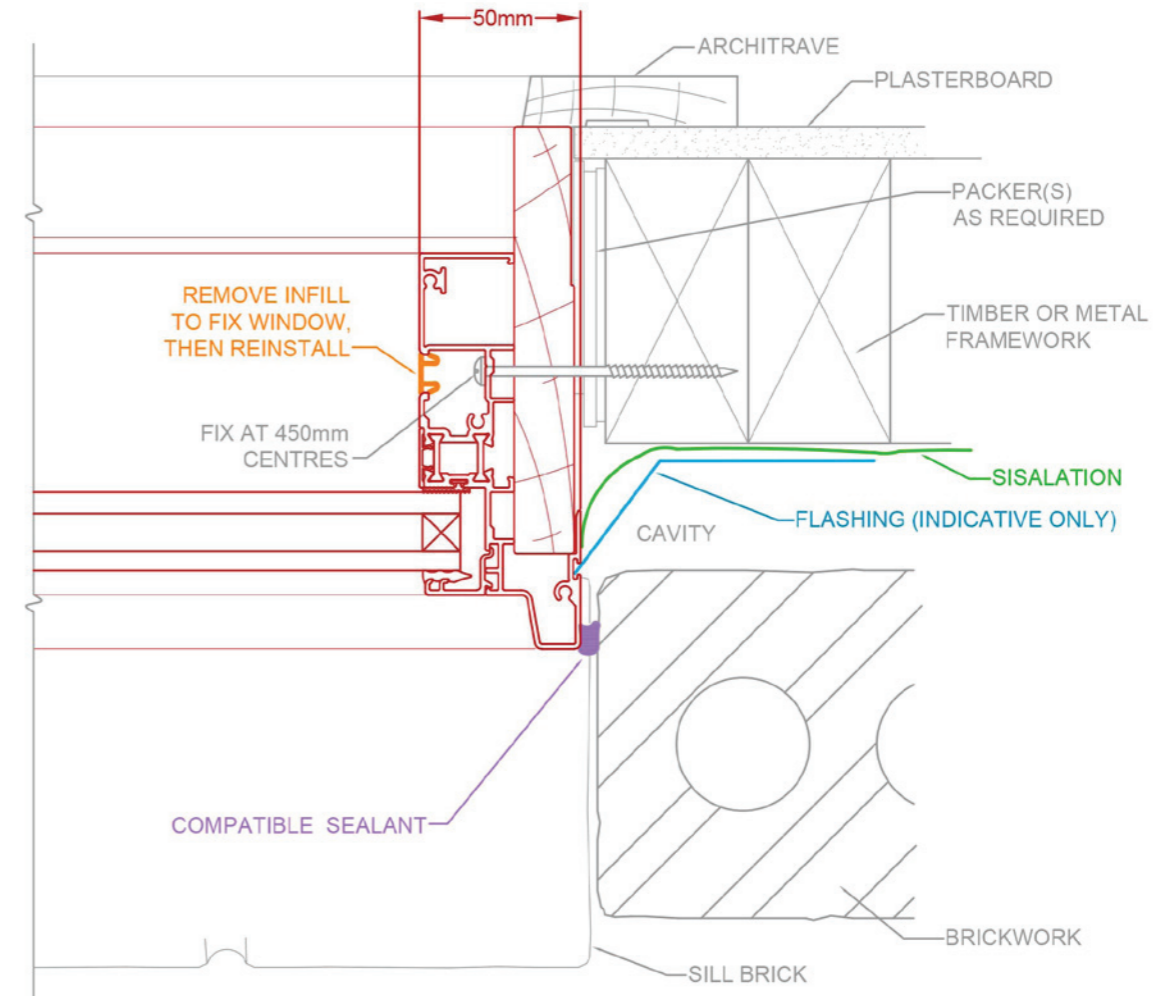 50mm
ARCHITRAVE
PLASTERBOARD
PACKER(S)
AS REQUIRED
REMOVE INFILL
TO FIX WINDOW,
THEN REINSTALL
TIMBER OR METAL
FRAMEWORK
FIX AT 450mm
CENTRES
SISALATION
FLASHING (INDICATIVE ONLY)
CAVITY
COMPATIBLE SEALANT
BRICKWORK
SILL BRICK